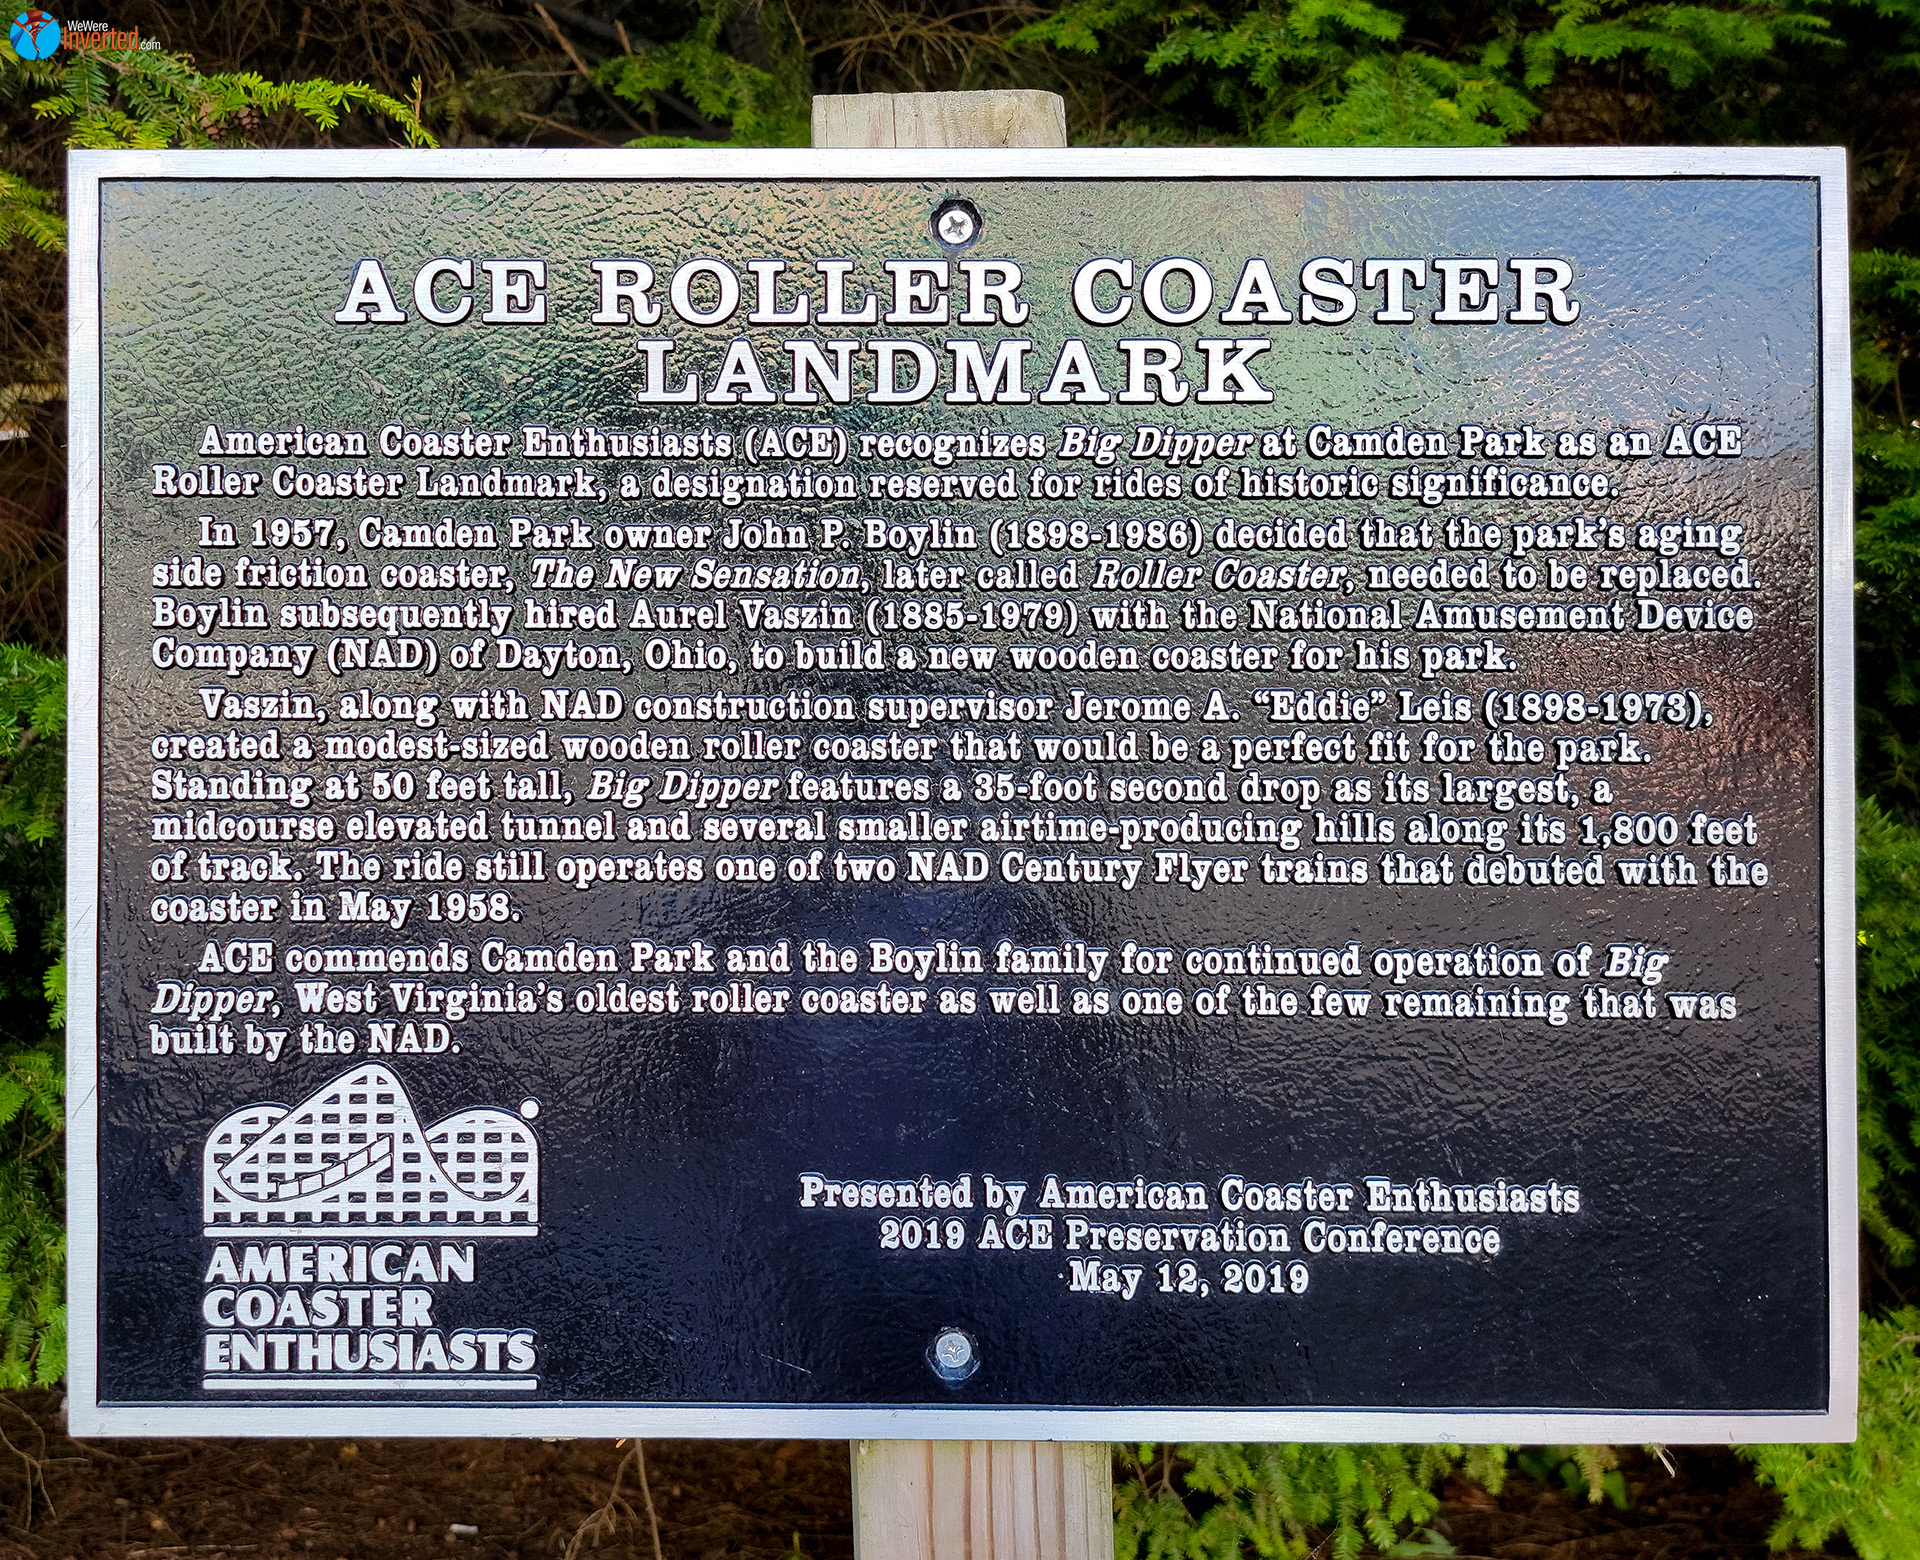 WeWere
Inverted.com
ACE ROLLER COASTER
LANDMARK
American Coaster Enthusiasts (ACE) recognizes Big Dipper at Camden Park as an ACE
Roller Coaster Landmark, a designation reserved for rides of historic significance.
In 1957, Camden Park owner John P. Boylin (1898-1986) decided that the park's aging
side friction coaster, The New Sensation, later called Roller Coaster, needed to be replaced.
Boylin subsequently hired Aurel Vaszin (1885-1979) with the National Amusement Device
Company (NAD) of Dayton, Ohio, to build a new wooden coaster for his park.
Vaszin, along with NAD construction supervisor Jerome A. “Eddie” Leis (1898-1973),
created a modest-sized wooden roller coaster that would be a perfect fit for the park.
Standing at 50 feet tall, Big Dipper features a 35-foot second drop as its largest, a
midcourse elevated tunnel and several smaller airtime-producing hills along its 1,800 feet
of track. The ride still operates one of two NAD Century Flyer trains that debuted with the
coaster in May 1958.
ACE commends Camden Park and the Boylin family for continued operation of Big
Dipper, West Virginia's oldest roller coaster as well as one of the few remaining that was
built by the NAD.
Presented by American Coaster Enthusiasts
2019 ACE Preservation Conference
May 12, 2019
AMERICAN
COASTER
ENTHUSIASTS